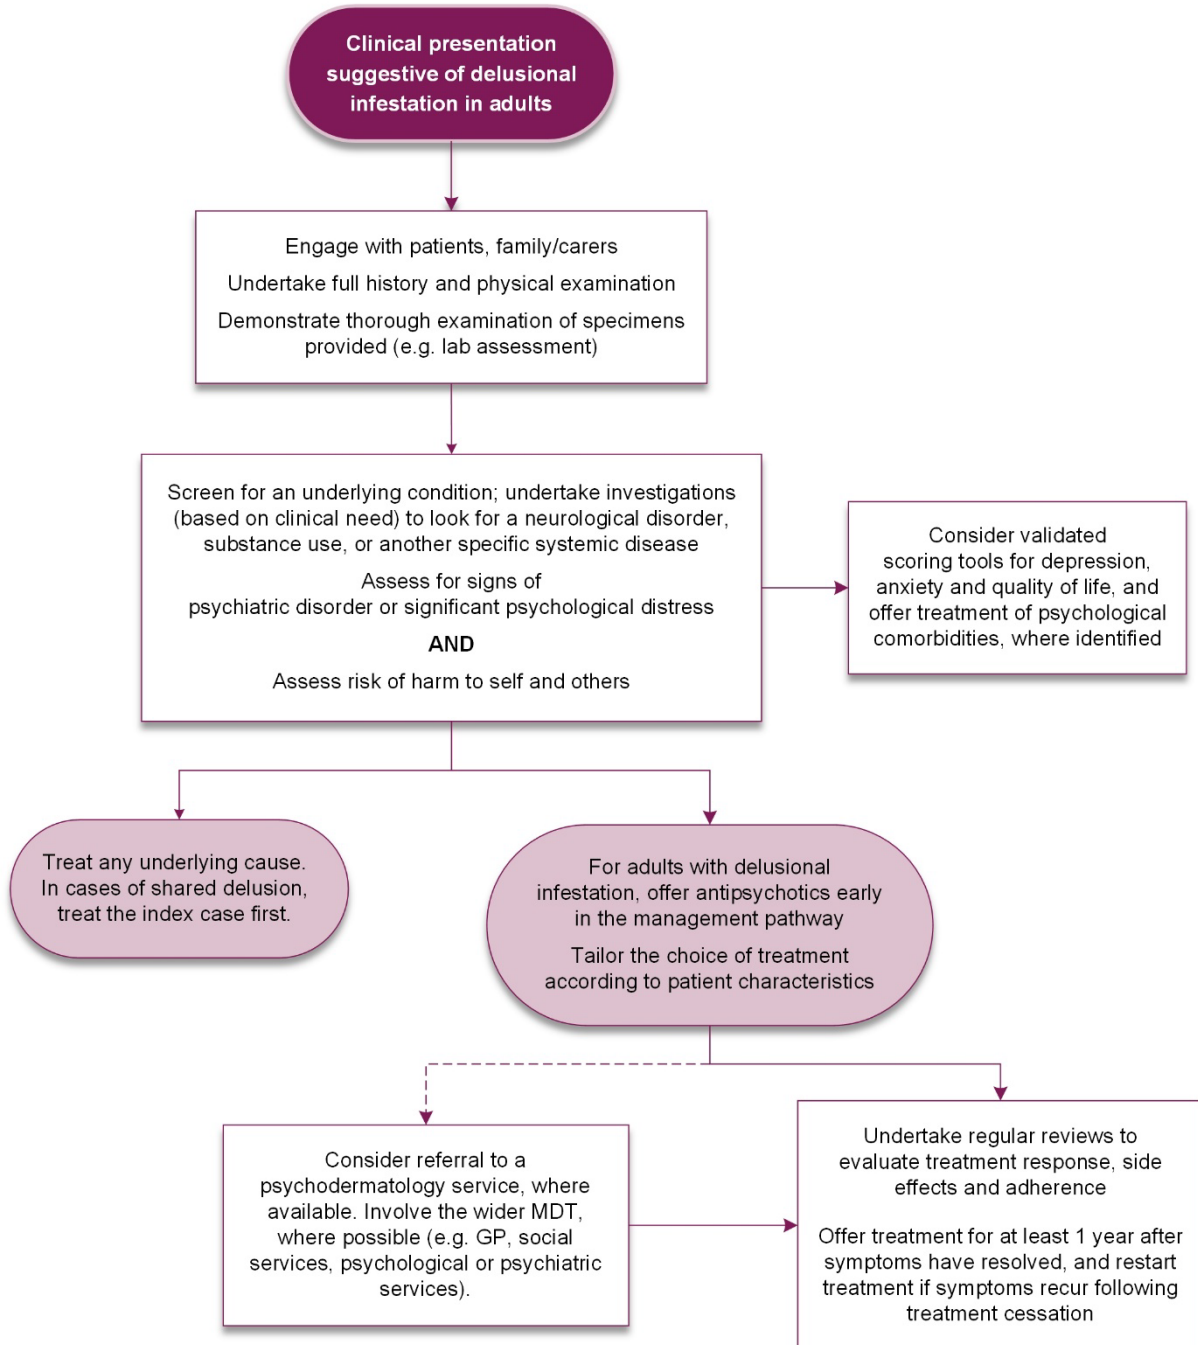 Clinical presentation
suggestive of delusional
infestation in adults
Engage with patients, family/carers
Undertake full history and physical examination
Demonstrate thorough examination of specimens
provided (e.g. lab assessment)
Screen for an underlying condition; undertake investigations
(based on clinical need) to look for a neurological disorder,
substance use, or another specific systemic disease
Assess for signs of
psychiatric disorder or significant psychological distress
AND
Assess risk of harm to self and others
Consider validated
scoring tools for depression,
anxiety and quality of life, and
offer treatment of psychological
comorbidities, where identified
Treat any underlying cause.
In cases of shared delusion,
treat the index case first.
For adults with delusional
infestation, offer antipsychotics early
in the management pathway
Tailor the choice of treatment
according to patient characteristics
Consider referral to a
psychodermatology service, where
available. Involve the wider MDT,
where possible (e.g. GP, social
services, psychological or psychiatric
services).
Undertake regular reviews to
evaluate treatment response, side
effects and adherence
Offer treatment for at least 1 year after
symptoms have resolved, and restart
treatment if symptoms recur following
treatment cessation